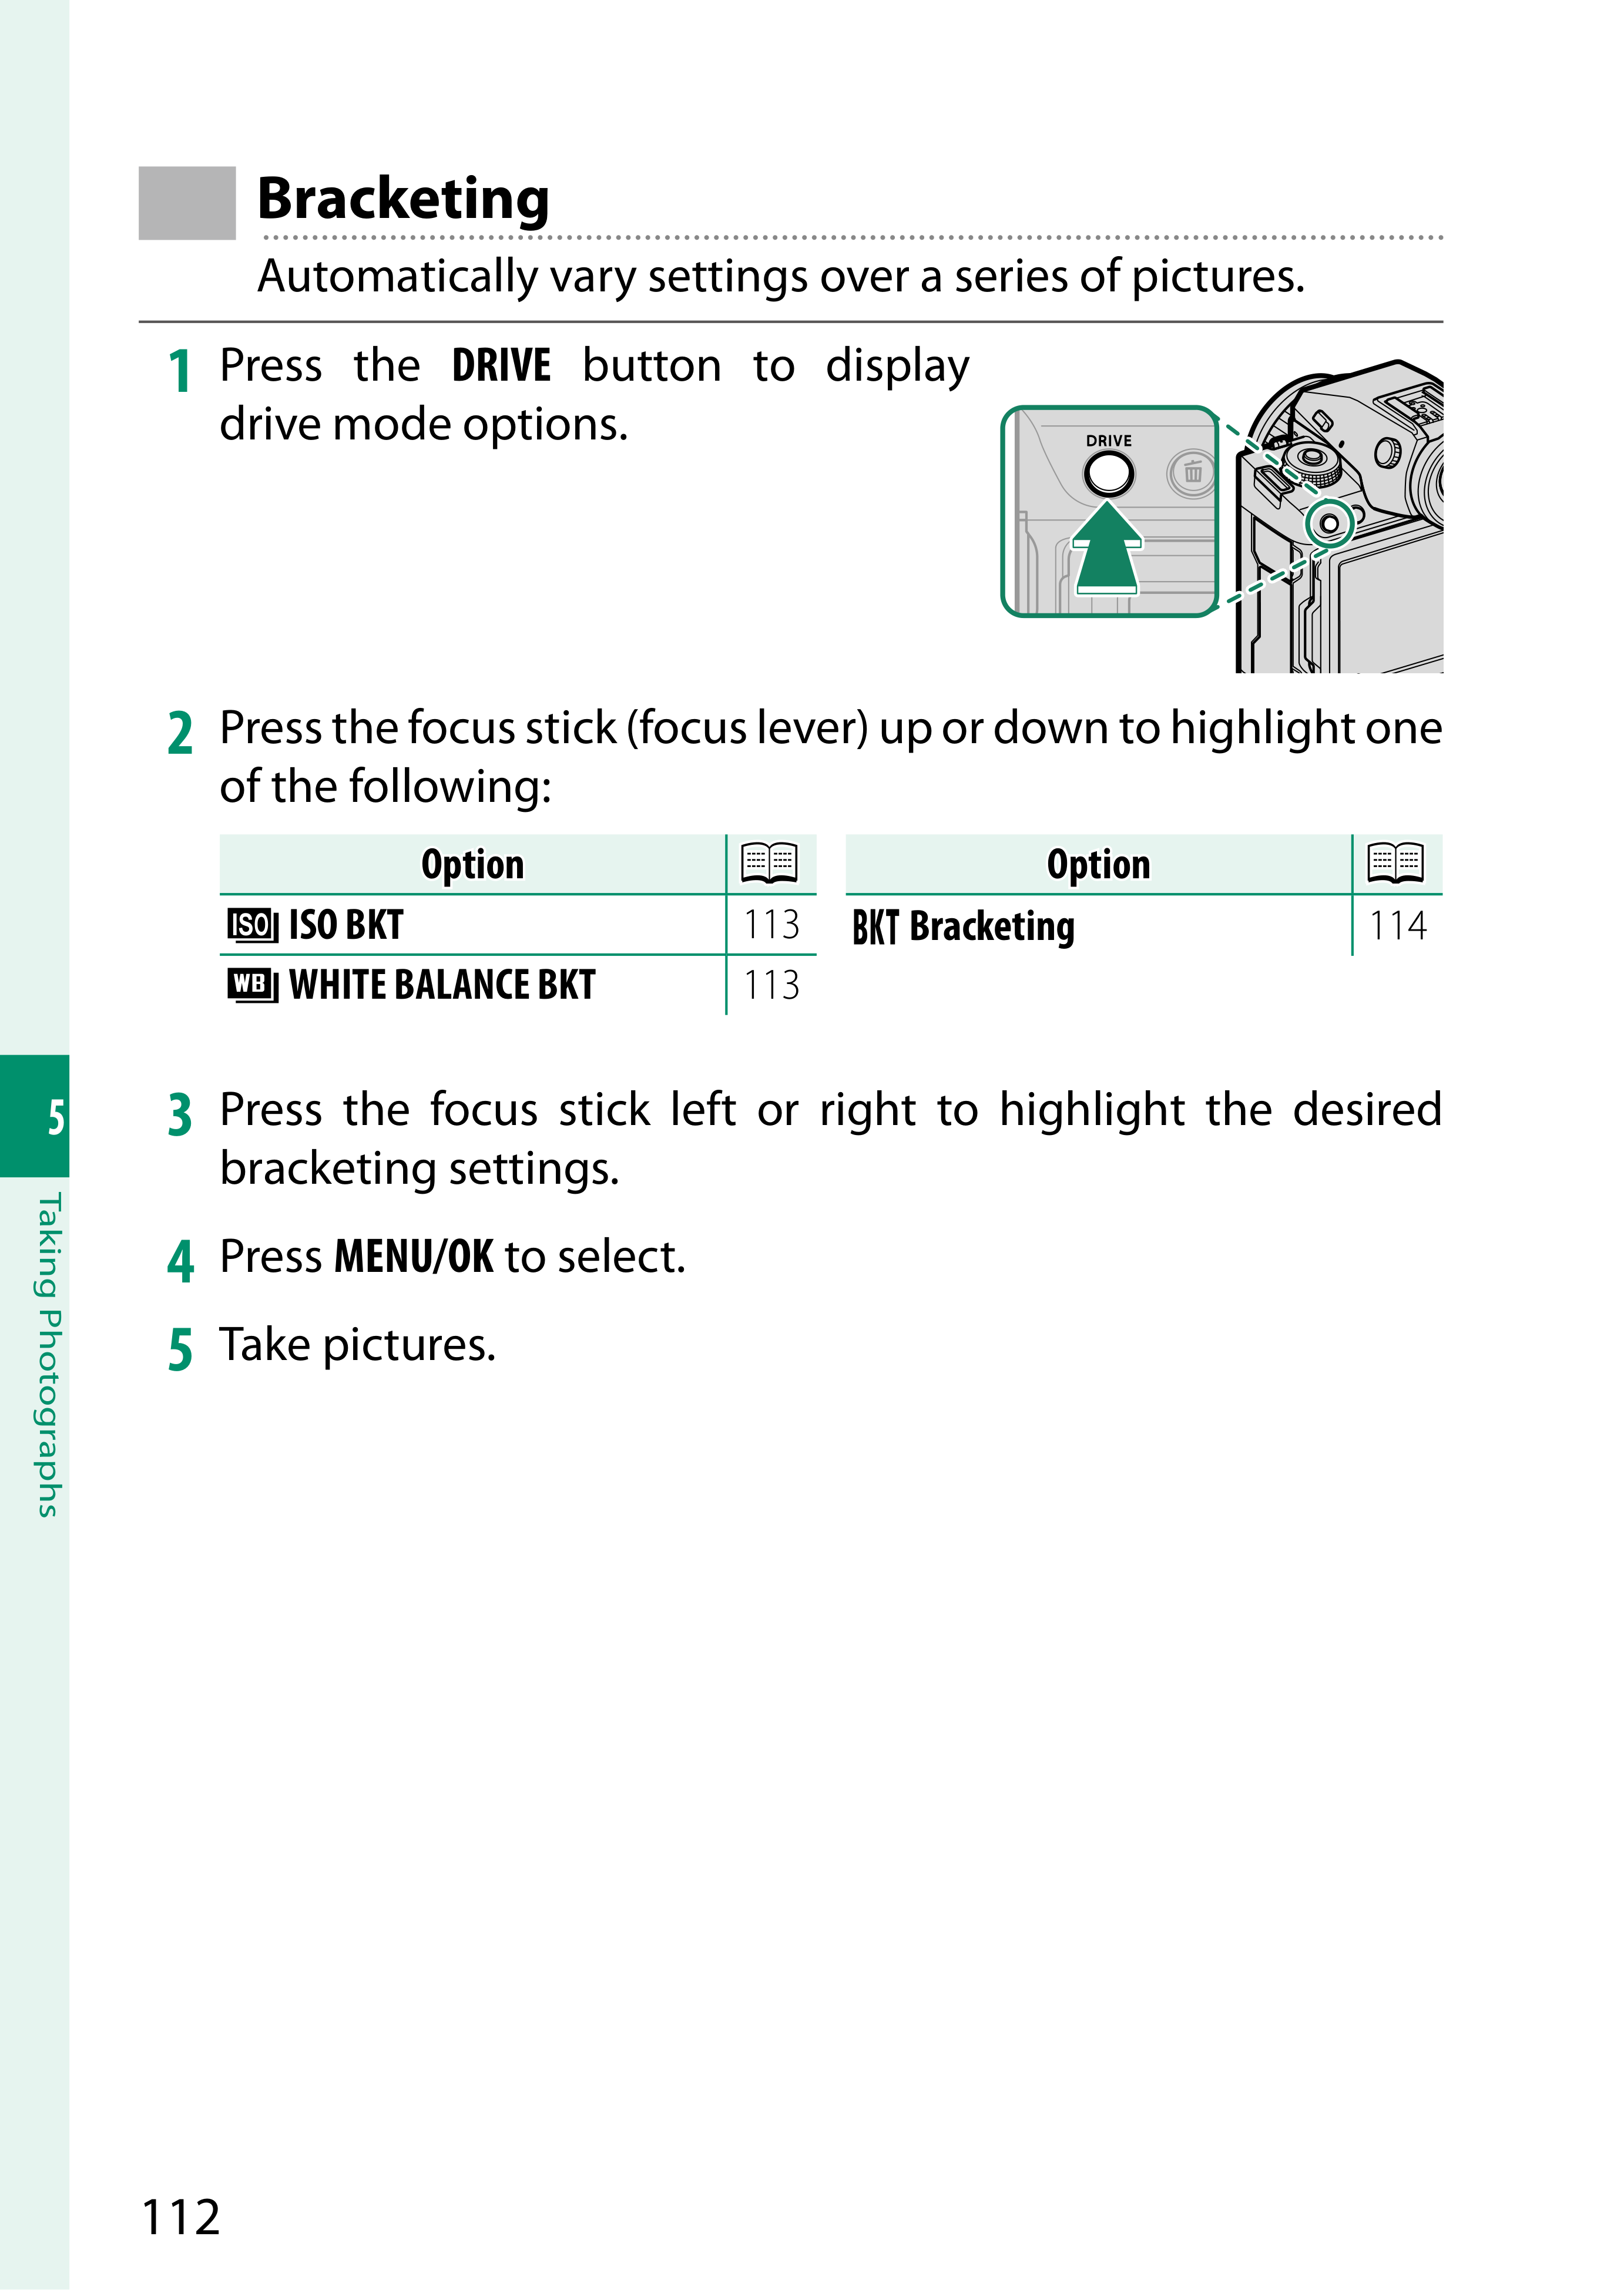 Bracketing
Automatically vary settings over a series of pictures.
1 Press the DRIVE button to display
drive mode options.
DRIVE
2 Press the focus stick (focus lever) up or down to highlight one
of the following:
Option
ISO ISO BKT 113
WB WHITE BALANCE BKT 113
Option
BKT Bracketing 114
3 Press the focus stick left or right to highlight the desired
bracketing settings.
4 Press MENU/OK to select.
5 Take pictures.
5
Taking Photographs
112